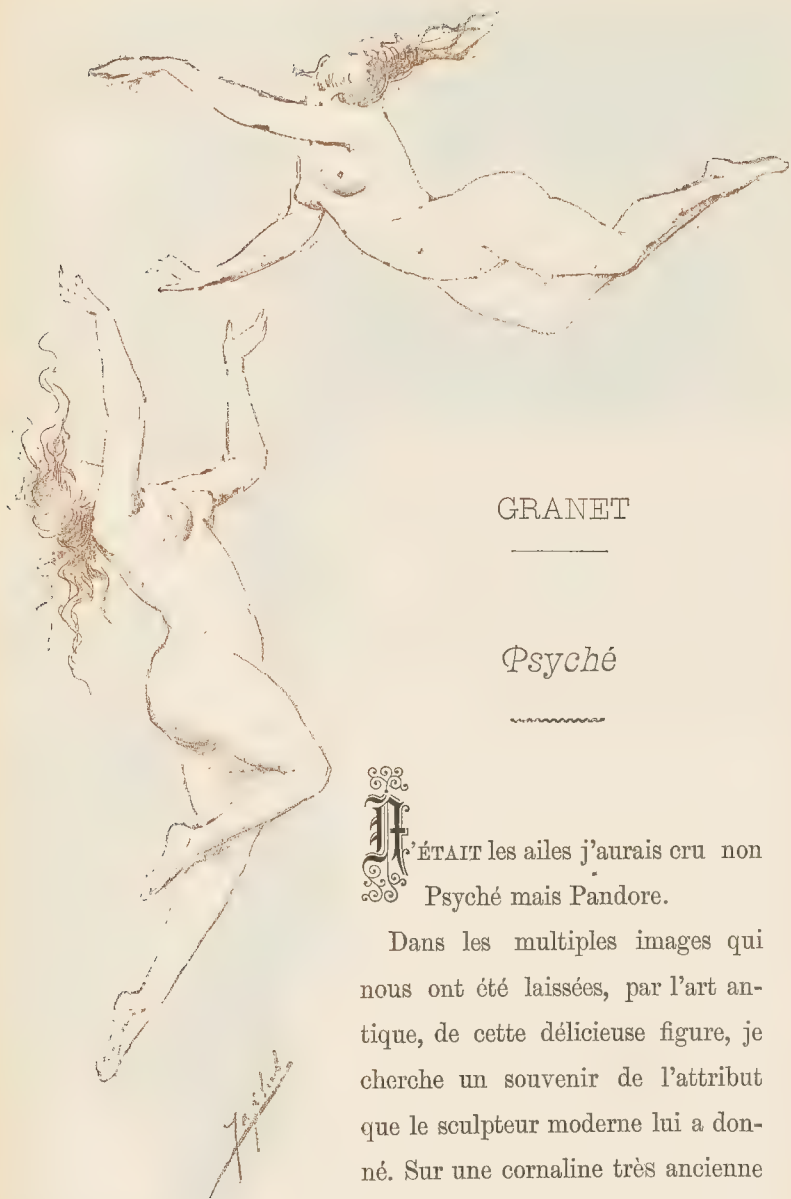 GRANET
Psyché
N'ÉTAIT les ailes j'aurais cru non
Psyché mais Pandore.
Dans les multiples images qui
nous ont été laissées, par l'art an-
tique, de cette délicieuse figure, je
cherche un souvenir de l'attribut
que le sculpteur moderne lui a don-
né. Sur une cornaline très ancienne